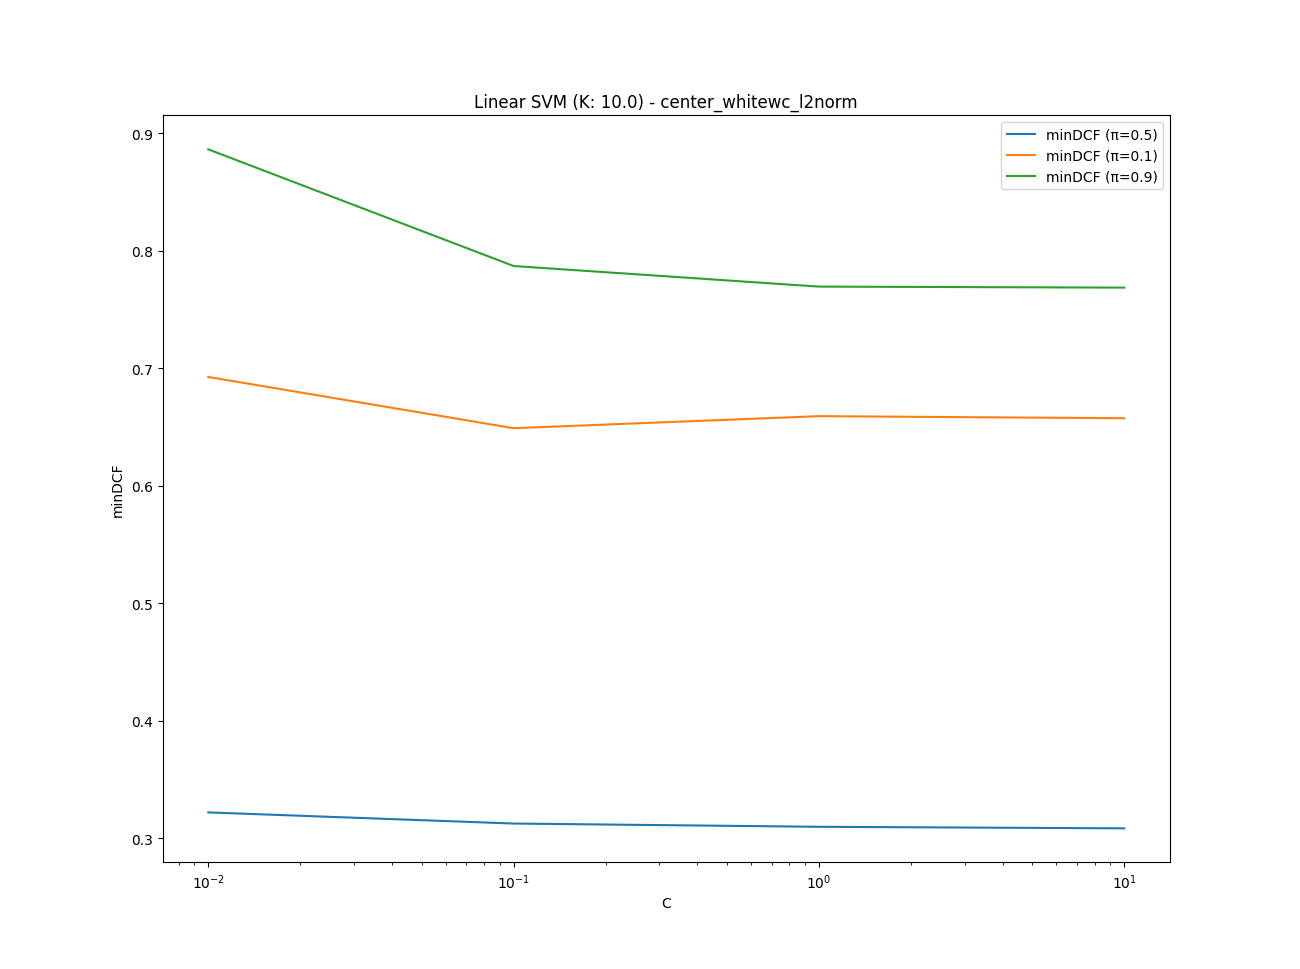 Linear SVM (K: 10.0) - center_whitewc_l2norm
minDCF (π=0.5)
minDCF (π=0.1)
minDCF (π=0.9)
0.9
0.8
0.7
0.6
0.5
0.4
0.3
minDCF
10⁻² 10⁻¹ 10⁰ 10¹
C